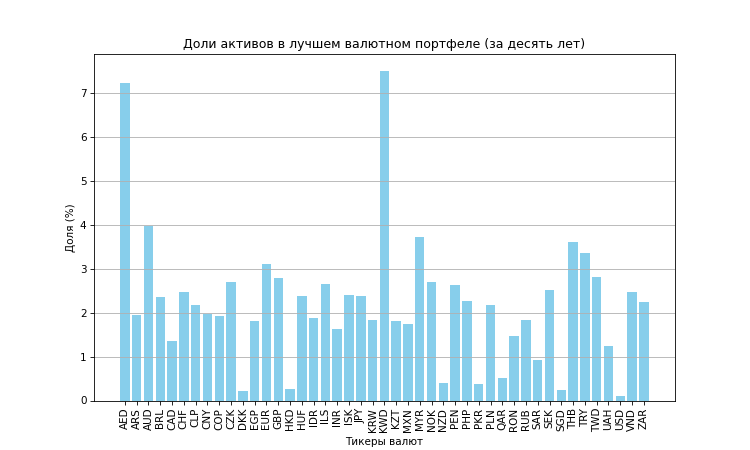 Доли активов в лучшем валютном портфеле (за десять лет)
Доля (%)
7
6
5
4
3
2
1
0
AED ARS AUD BRL CAD CHF CLP CNY COP CZK DKK EGP EUR GBP HKD HUF IDR ILS INR ISK JPY KRW KWD KZT MXN MYR NOK NZD PEN PHP PKR PLN QAR RON RUB SAR SEK SGD THB TRY TWD UAH USD VND ZAR
Тикеры валют